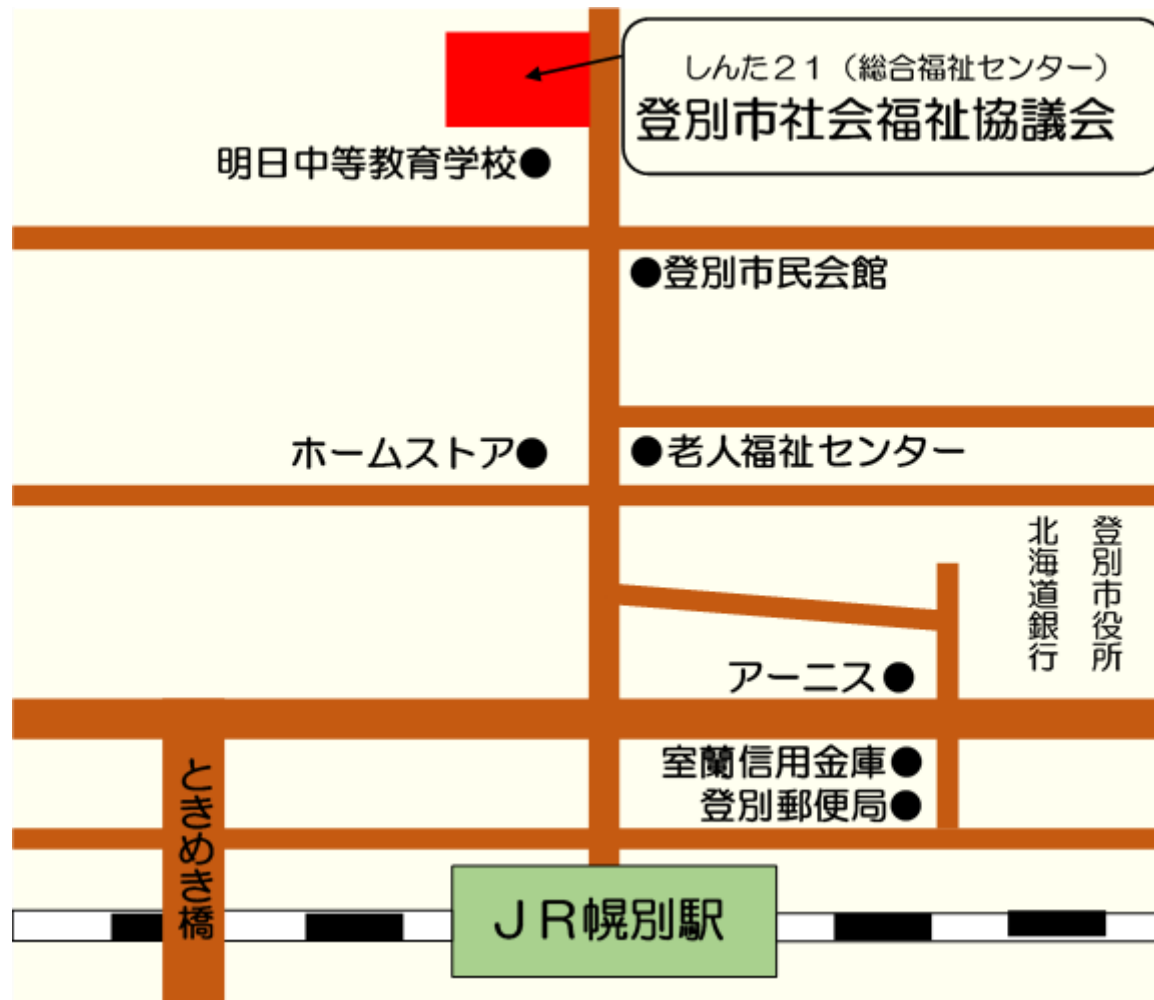 しんた２１（総合福祉センター）
登別市社会福祉協議会
明日中等教育学校●
●登別市民会館
ホームストア●
●老人福祉センター
登別市役所
北海道銀行
アーニス●
室蘭信用金庫●
登別郵便局●
ときめき橋
ＪＲ幌別駅